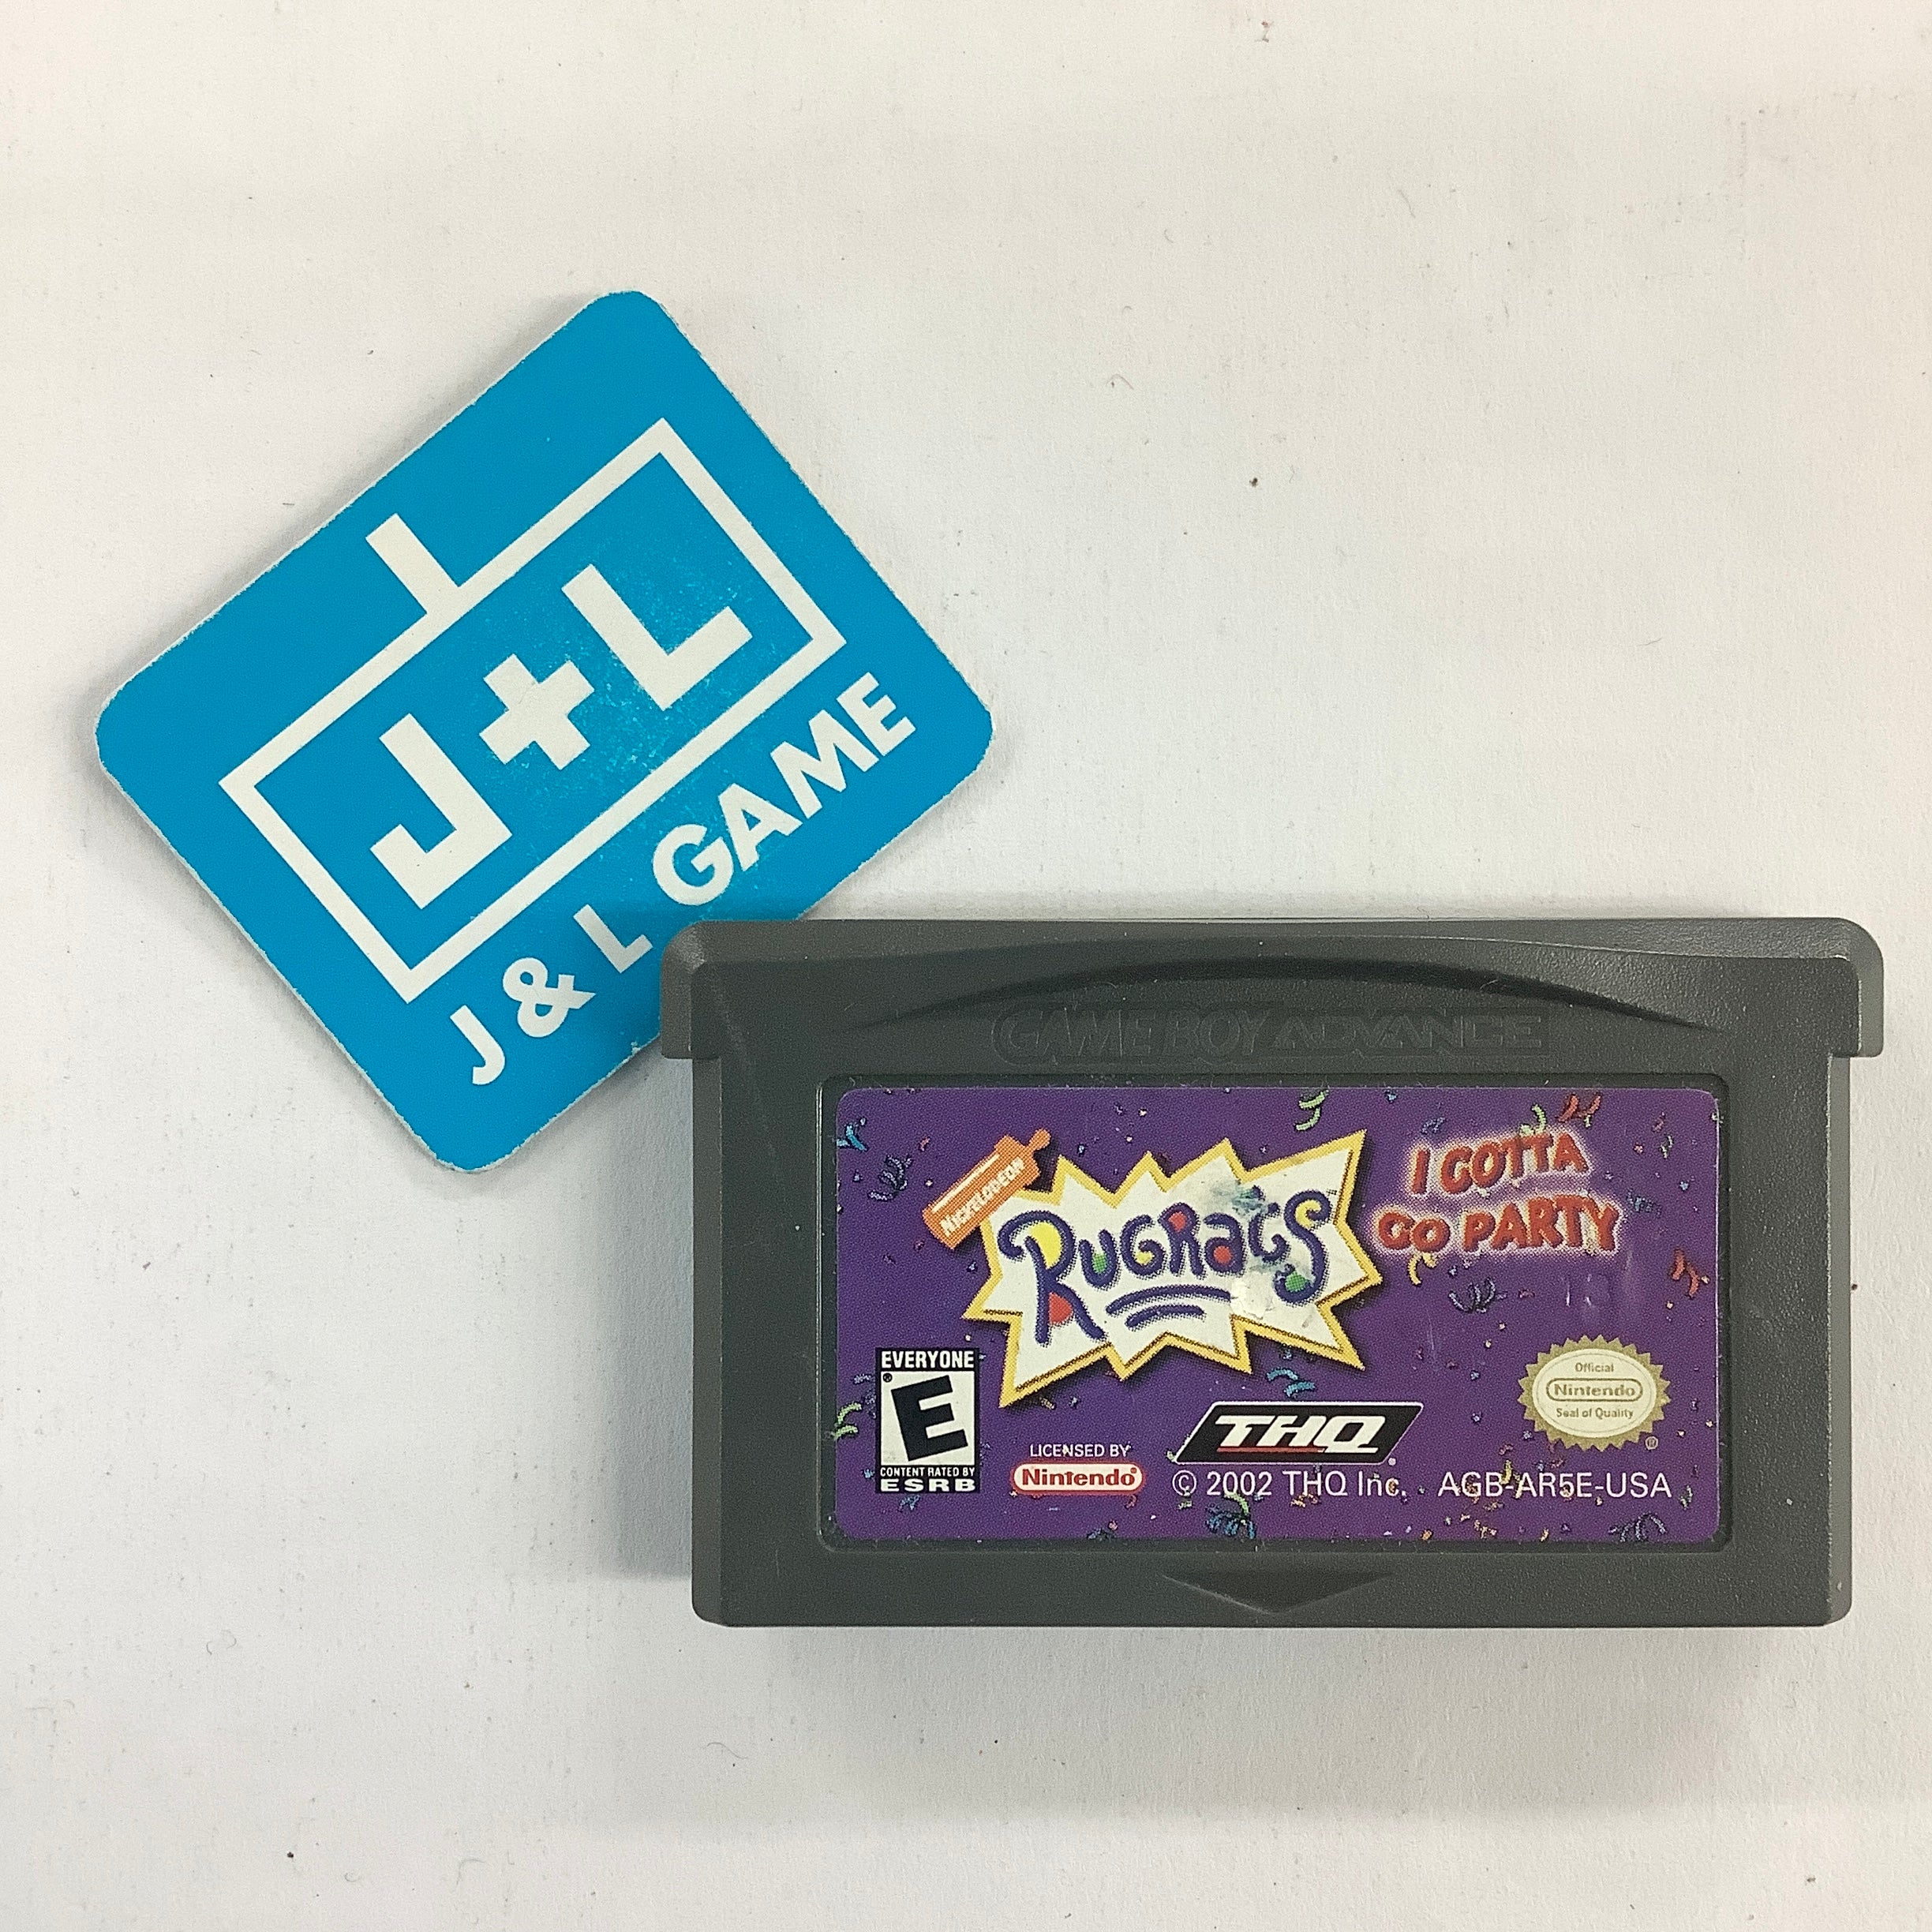 J+L
J & L GAME
GAME BOY ADVANCE
NICKELODEON
RUGRATS
I GOTTA
GO PARTY
EVERYONE
E
CONTENT RATED BY
ESRB
LICENSED BY
Nintendo®
THQ®
© 2002 THQ Inc. AGB-AR5E-USA
Official
Nintendo
Seal of Quality
®
13